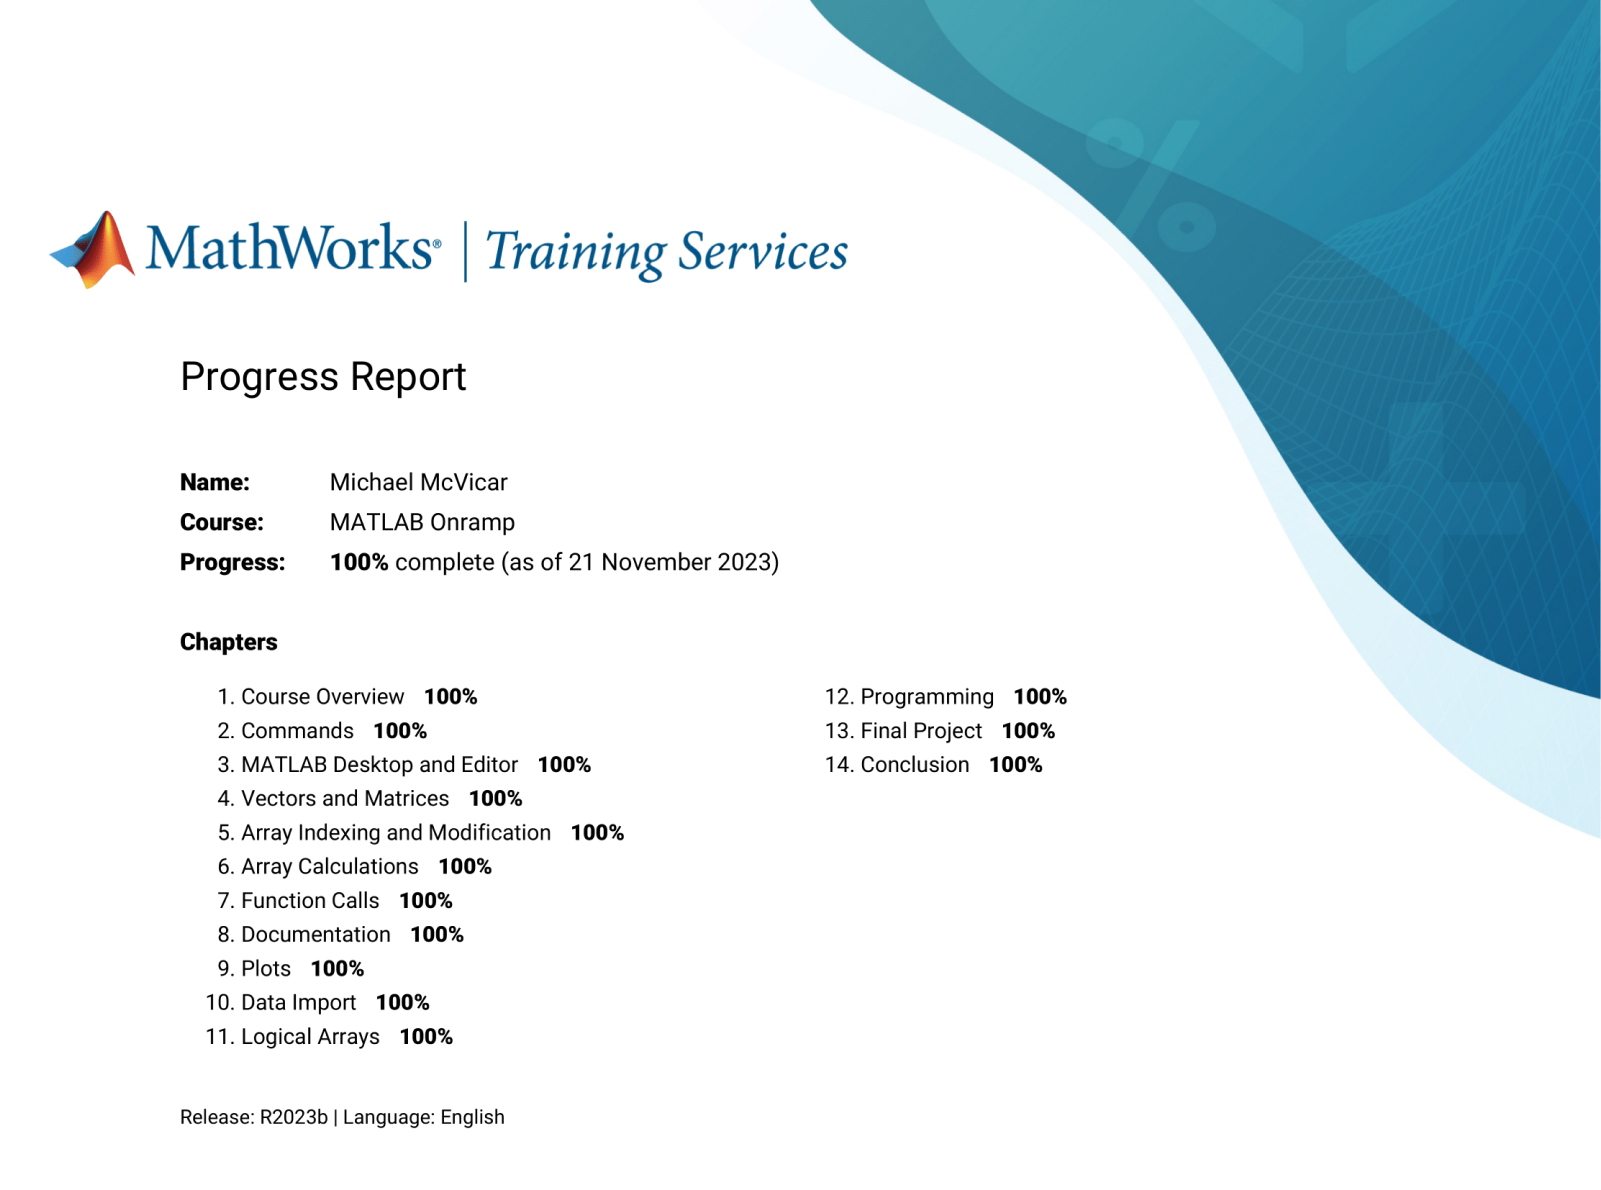 MathWorks® | Training Services
Progress Report
Name: Michael McVicar
Course: MATLAB Onramp
Progress: 100% complete (as of 21 November 2023)
Chapters
1. Course Overview 100%
2. Commands 100%
3. MATLAB Desktop and Editor 100%
4. Vectors and Matrices 100%
5. Array Indexing and Modification 100%
6. Array Calculations 100%
7. Function Calls 100%
8. Documentation 100%
9. Plots 100%
10. Data Import 100%
11. Logical Arrays 100%
12. Programming 100%
13. Final Project 100%
14. Conclusion 100%
Release: R2023b | Language: English